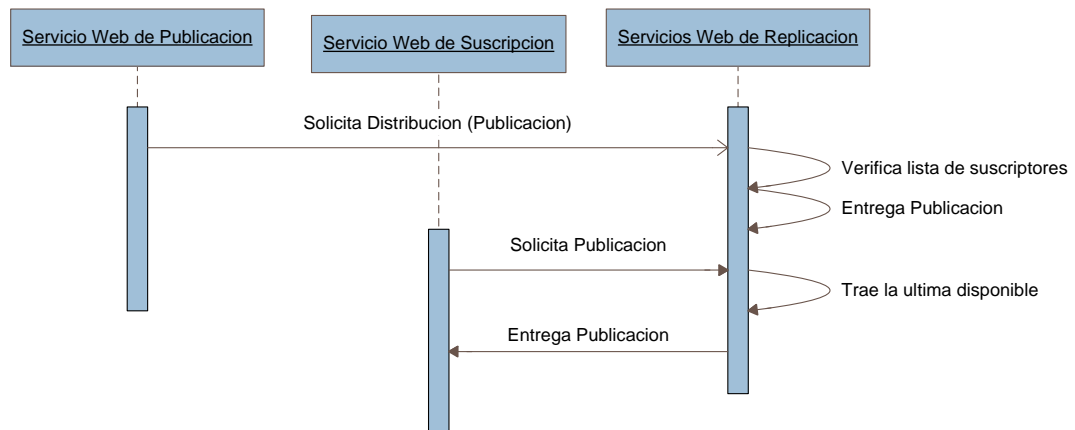 Servicio Web de Publicacion
Servicio Web de Suscripcion
Servicios Web de Replicacion
Solicita Distribucion (Publicacion)
Verifica lista de suscriptores
Entrega Publicacion
Solicita Publicacion
Trae la ultima disponible
Entrega Publicacion